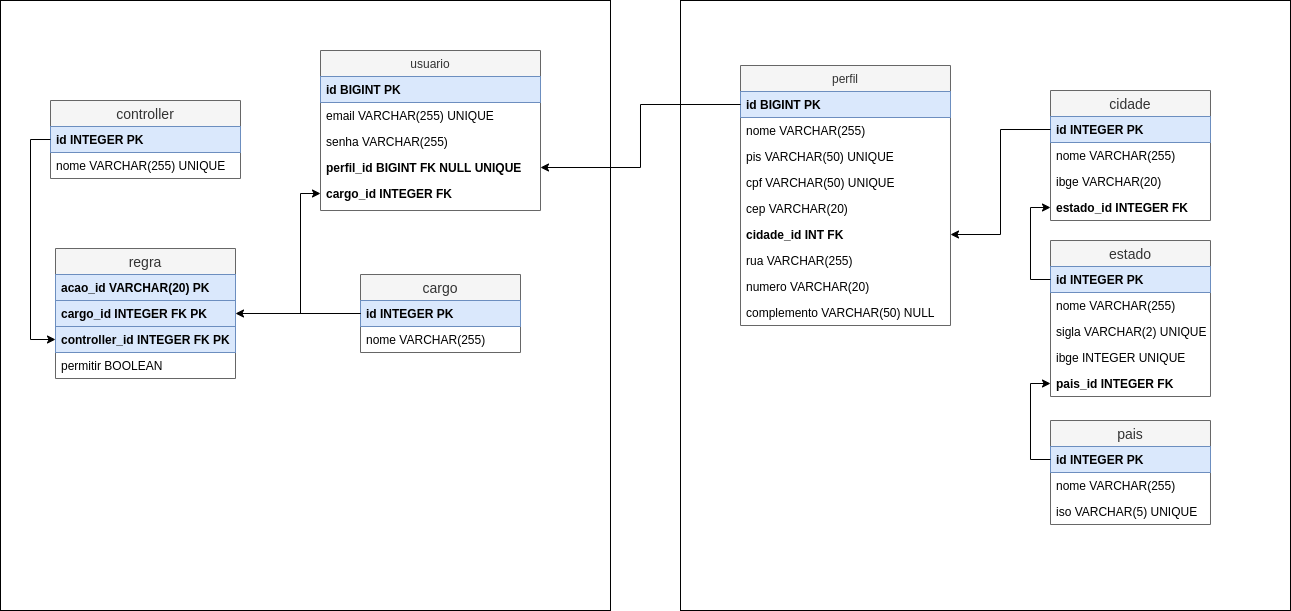 controller
id INTEGER PK
nome VARCHAR(255) UNIQUE
usuario
id BIGINT PK
email VARCHAR(255) UNIQUE
senha VARCHAR(255)
perfil_id BIGINT FK NULL UNIQUE
cargo_id INTEGER FK
regra
acao_id VARCHAR(20) PK
cargo_id INTEGER FK PK
controller_id INTEGER FK PK
permitir BOOLEAN
cargo
id INTEGER PK
nome VARCHAR(255)
perfil
id BIGINT PK
nome VARCHAR(255)
pis VARCHAR(50) UNIQUE
cpf VARCHAR(50) UNIQUE
cep VARCHAR(20)
cidade_id INT FK
rua VARCHAR(255)
numero VARCHAR(20)
complemento VARCHAR(50) NULL
cidade
id INTEGER PK
nome VARCHAR(255)
ibge VARCHAR(20)
estado_id INTEGER FK
estado
id INTEGER PK
nome VARCHAR(255)
sigla VARCHAR(2) UNIQUE
ibge INTEGER UNIQUE
pais_id INTEGER FK
pais
id INTEGER PK
nome VARCHAR(255)
iso VARCHAR(5) UNIQUE